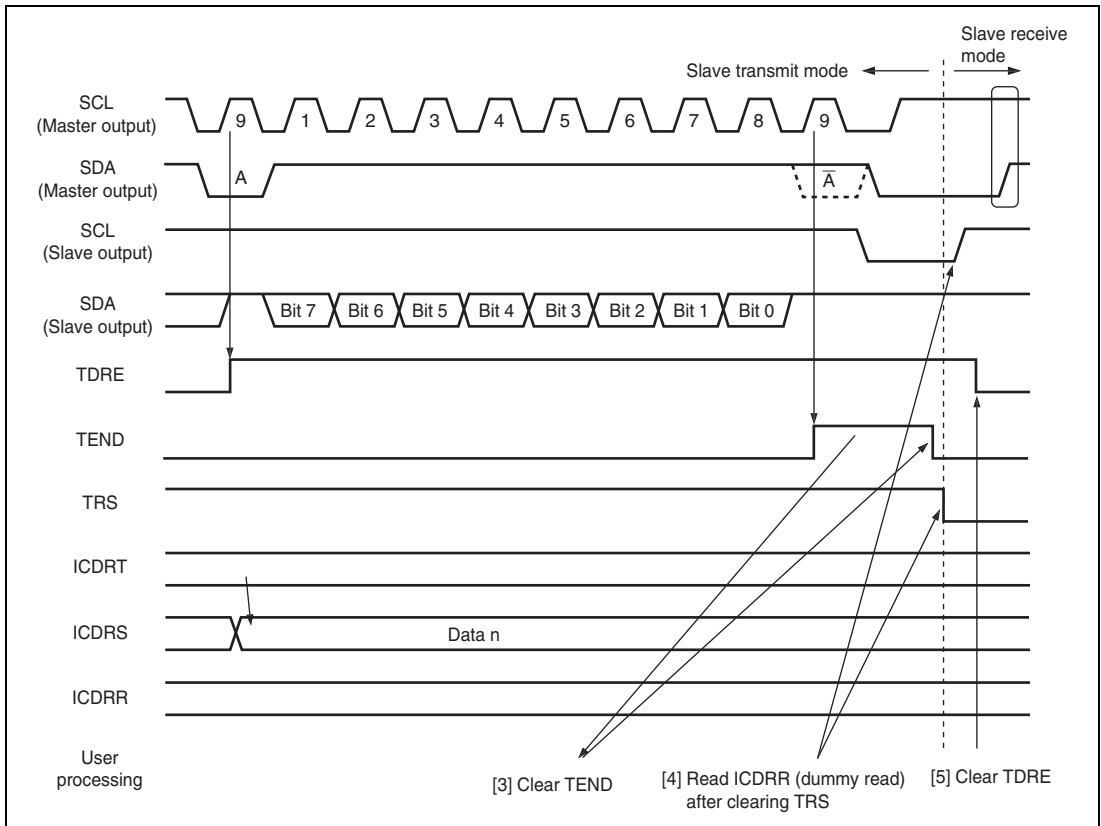 Slave receive
mode
Slave transmit mode
SCL
(Master output)
9 1 2 3 4 5 6 7 8 9
SDA
(Master output)
A A̅
SCL
(Slave output)
SDA
(Slave output)
Bit 7 Bit 6 Bit 5 Bit 4 Bit 3 Bit 2 Bit 1 Bit 0
TDRE
TEND
TRS
ICDRT
ICDRS
Data n
ICDRR
User
processing
[3] Clear TEND
[4] Read ICDRR (dummy read)
after clearing TRS
[5] Clear TDRE